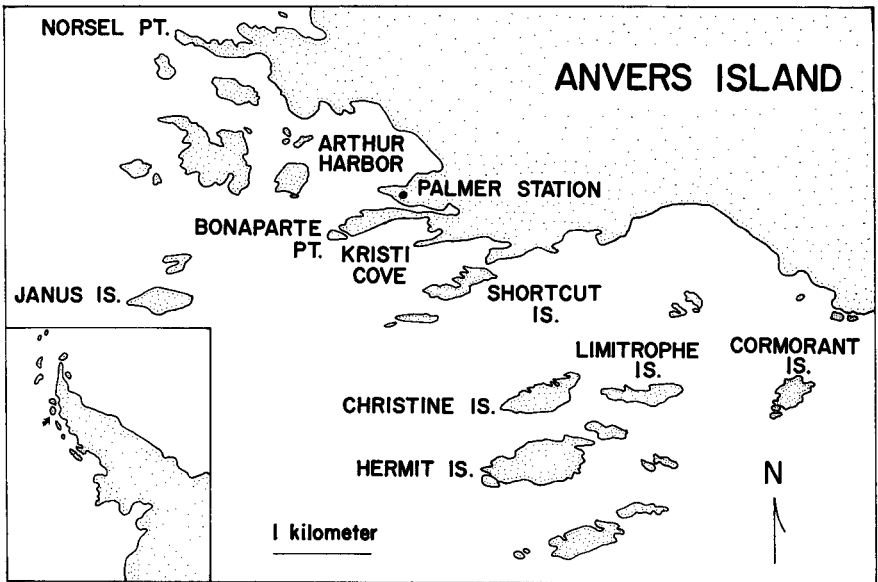 NORSEL PT.
ANVERS ISLAND
ARTHUR
HARBOR
PALMER STATION
BONAPARTE
PT.
KRISTI
COVE
JANUS IS.
SHORTCUT
IS.
LIMITROPHE
IS.
CORMORANT
IS.
CHRISTINE IS.
HERMIT IS.
N
1 kilometer